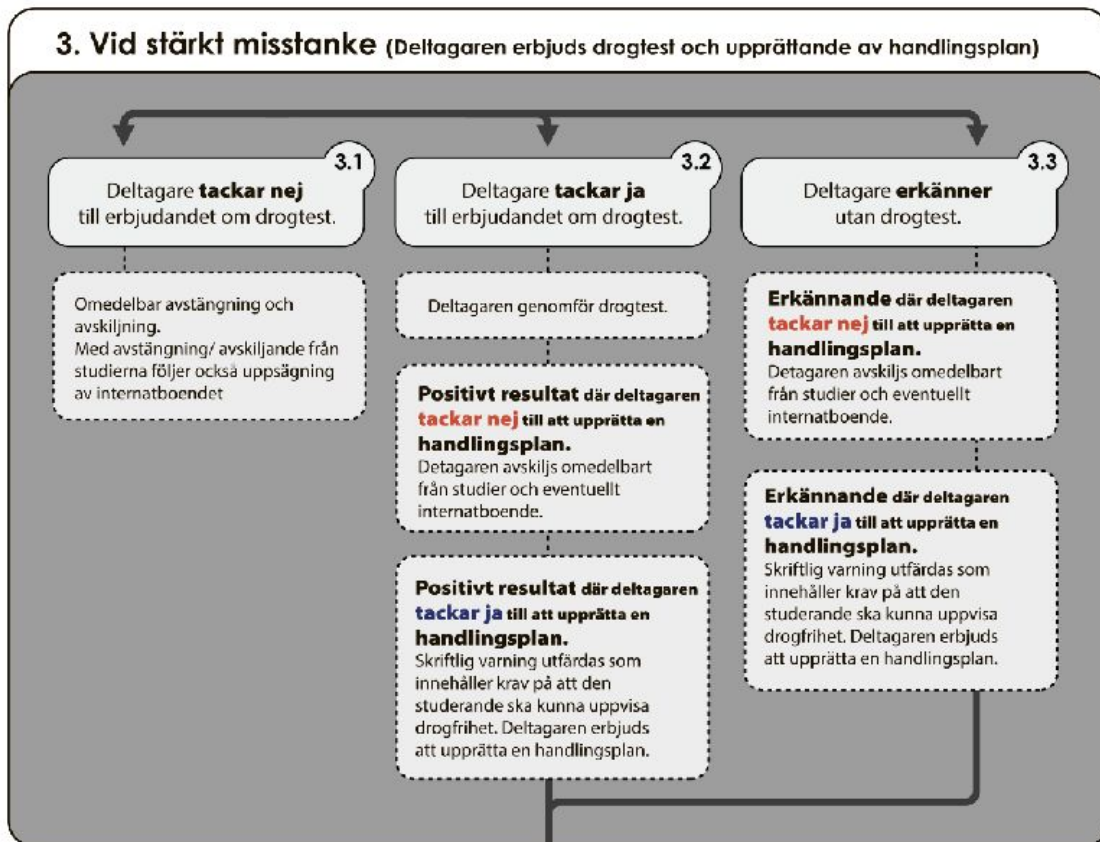 3. Vid stärkt misstanke (Deltagaren erbjuds drogtest och upprättande av handlingsplan)
3.1
Deltagare tackar nej
till erbjudandet om drogtest.
Omedelbar avstängning och
avskiljning.
Med avstängning/ avskiljande från
studierna följer också uppsägning
av internatboendet
3.2
Deltagare tackar ja
till erbjudandet om drogtest.
Deltagaren genomför drogtest.
Positivt resultat där deltagaren
tackar nej till att upprätta en
handlingsplan.
Detagaren avskiljs omedelbart
från studier och eventuellt
internatboende.
Positivt resultat där deltagaren
tackar ja till att upprätta en
handlingsplan.
Skriftlig varning utfärdas som
innehåller krav på att den
studerande ska kunna uppvisa
drogfrihet. Deltagaren erbjuds
att upprätta en handlingsplan.
3.3
Deltagare erkänner
utan drogtest.
Erkännande där deltagaren
tackar nej till att upprätta en
handlingsplan.
Detagaren avskiljs omedelbart
från studier och eventuellt
internatboende.
Erkännande där deltagaren
tackar ja till att upprätta en
handlingsplan.
Skriftlig varning utfärdas som
innehåller krav på att den
studerande ska kunna uppvisa
drogfrihet. Deltagaren erbjuds
att upprätta en handlingsplan.